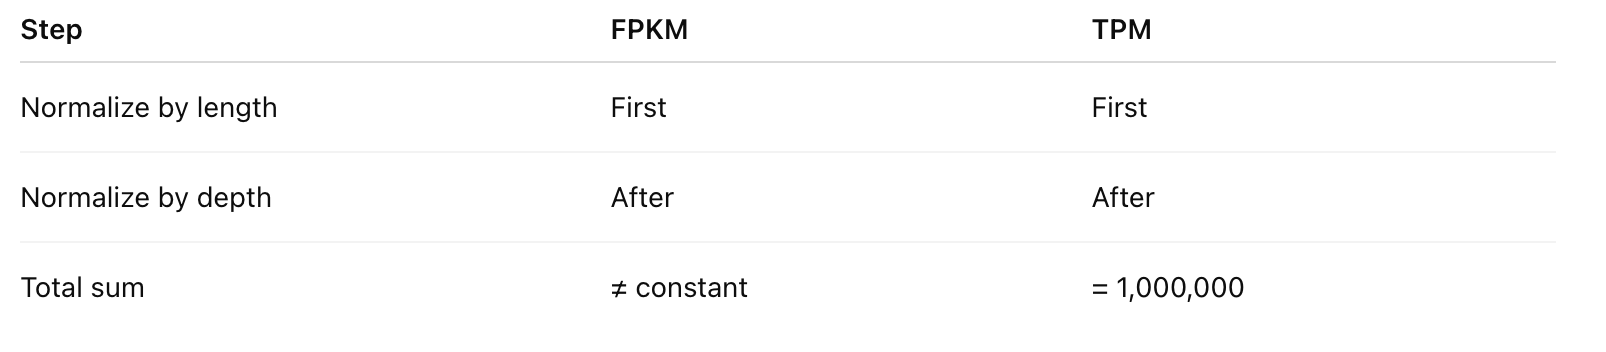 Step FPKM TPM
Normalize by length First First
Normalize by depth After After
Total sum ≠ constant = 1,000,000